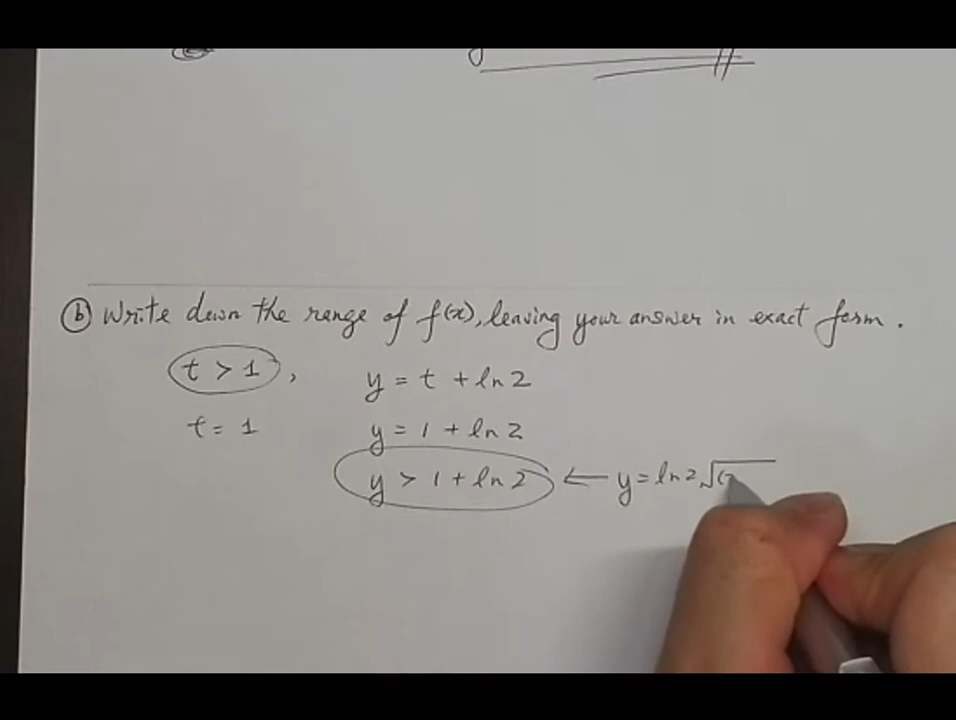 ⓑ Write down the range of f(x), leaving your answer in exact form.
t > 1, y = t + ln 2
t = 1 y = 1 + ln 2
y > 1 + ln 2 ← y = ln 2√(